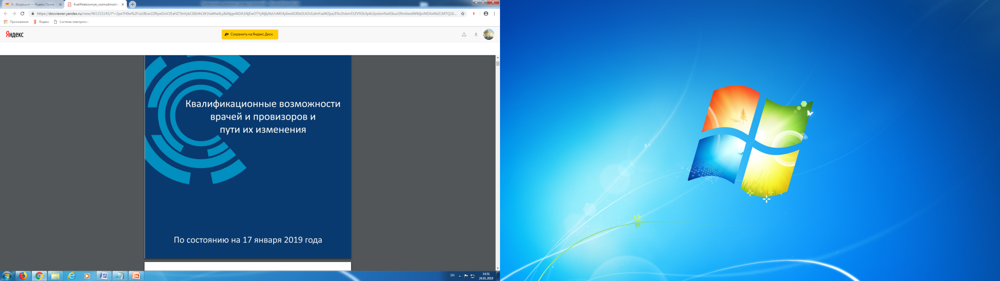 6 · Входящие — Яндекс.Почта
Kvalifikatsionnye_vozmozhnosti.
Приложения
Яндекс
Система электронн
Яндекс
Сохранить на Яндекс.Диск
Квалификационные возможности
врачей и провизоров и
пути их изменения
По состоянию на 17 января 2019 года
EN
14:51
24.01.2019